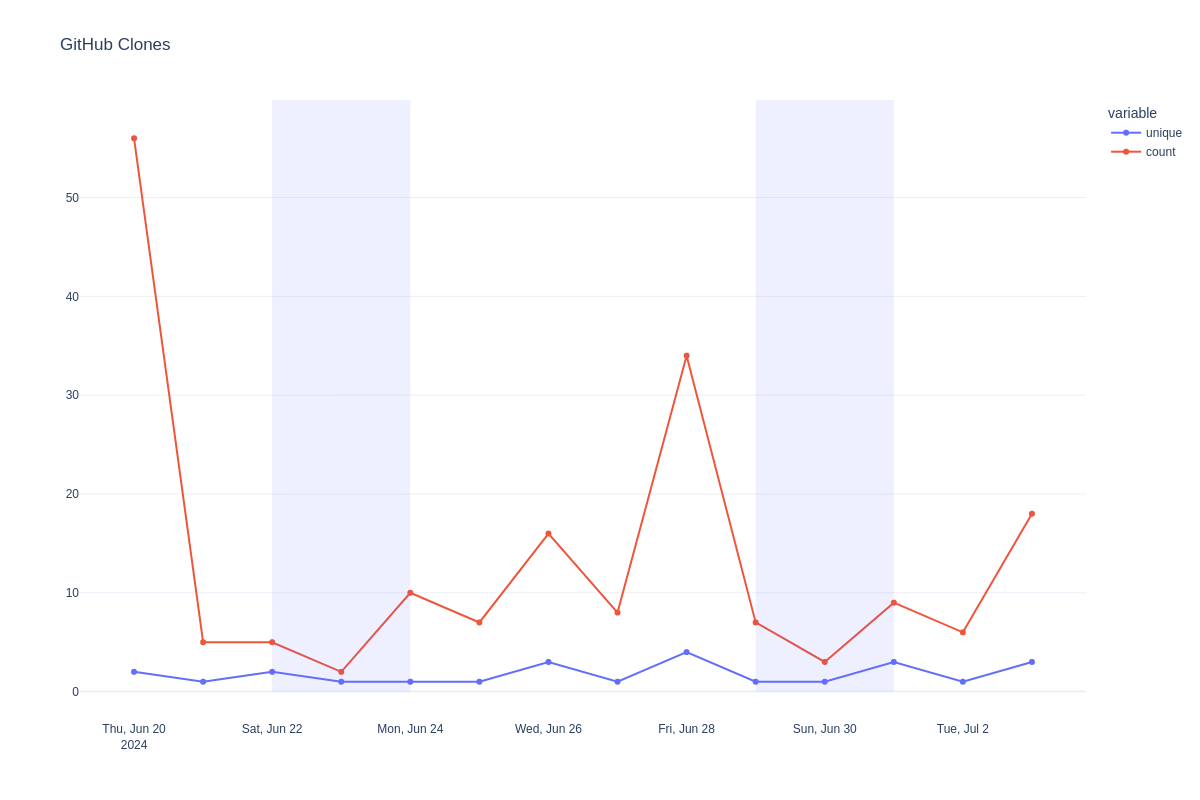 GitHub Clones
variable
unique
count
50
40
30
20
10
0
Thu, Jun 20
2024
Sat, Jun 22
Mon, Jun 24
Wed, Jun 26
Fri, Jun 28
Sun, Jun 30
Tue, Jul 2